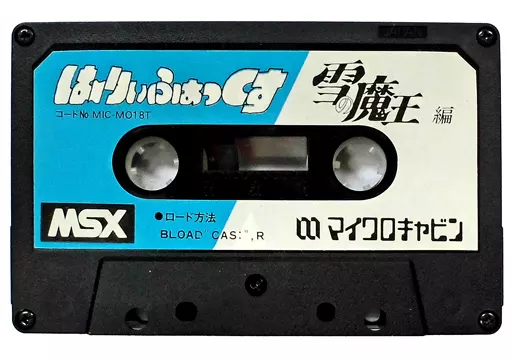 はーりぃふぉっくす
雪の魔王 編
コードNo MIC-M018T
MSX
●ロード方法
BLOAD"CAS:",R
マイクロキャビン